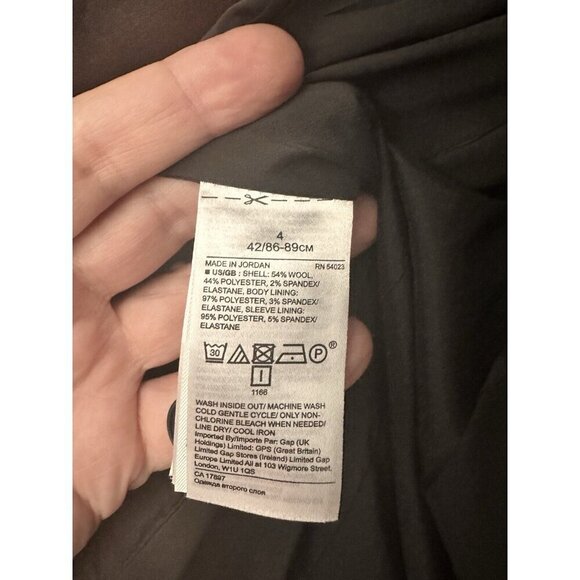 4
42/86-89CM
MADE IN JORDAN RN 54023
■ US/GB : SHELL: 54% WOOL,
44% POLYESTER, 2% SPANDEX/
ELASTANE, BODY LINING:
97% POLYESTER, 3% SPANDEX/
ELASTANE, SLEEVE LINING:
95% POLYESTER, 5% SPANDEX/
ELASTANE
30 P ®
1166
WASH INSIDE OUT/ MACHINE WASH
COLD GENTLE CYCLE/ ONLY NON-
CHLORINE BLEACH WHEN NEEDED/
LINE DRY/ COOL IRON
Imported By/Importe Par: Gap (UK
Holdings) Limited: GPS (Great Britain)
Limited Gap Stores (Ireland) Limited Gap
Europe Limited All at 103 Wigmore Street,
London, W1U 1QS
CA 17897
Одежда второго слоя